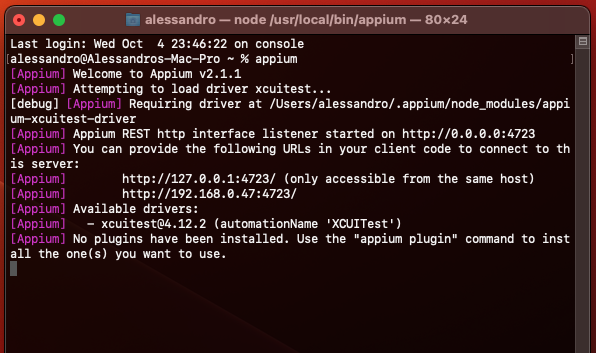 alessandro — node /usr/local/bin/appium — 80×24
Last login: Wed Oct  4 23:46:22 on console
[alessandro@Alessandros-Mac-Pro ~ % appium ]
[Appium] Welcome to Appium v2.1.1
[Appium] Attempting to load driver xcuitest...
[debug] [Appium] Requiring driver at /Users/alessandro/.appium/node_modules/appi
um-xcuitest-driver
[Appium] Appium REST http interface listener started on http://0.0.0.0:4723
[Appium] You can provide the following URLs in your client code to connect to th
is server:
[Appium]        http://127.0.0.1:4723/ (only accessible from the same host)
[Appium]        http://192.168.0.47:4723/
[Appium] Available drivers:
[Appium]   - xcuitest@4.12.2 (automationName 'XCUITest')
[Appium] No plugins have been installed. Use the "appium plugin" command to inst
all the one(s) you want to use.